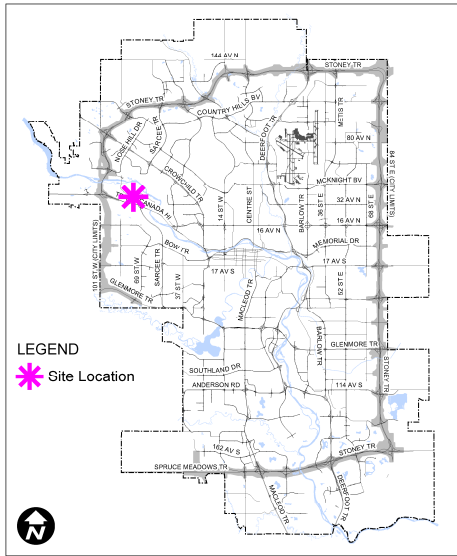 144 AV N
STONEY TR
STONEY TR
COUNTRY HILLS BV
NOSE HILL DR
SARCEE TR
DEERFOOT TR
METIS TR
80 AV N
CROWCHILD TR
MCKNIGHT BV
84 ST E (CITY LIMITS)
14 ST W
CENTRE ST
BARLOW TR
36 ST E
32 AV N
68 ST E
16 AV N
16 AV N
CANADA HI
101 ST W (CITY LIMITS)
BOW TR
MEMORIAL DR
17 AV S
17 AV S
69 ST W
SARCEE TR
37 ST W
GLENMORE TR
MACLEOD TR
52 ST E
BARLOW TR
GLENMORE TR
LEGEND
Site Location
SOUTHLAND DR
ANDERSON RD
114 AV S
STONEY TR
162 AV S
STONEY TR
SPRUCE MEADOWS TR
MACLEOD TR
DEERFOOT TR
N